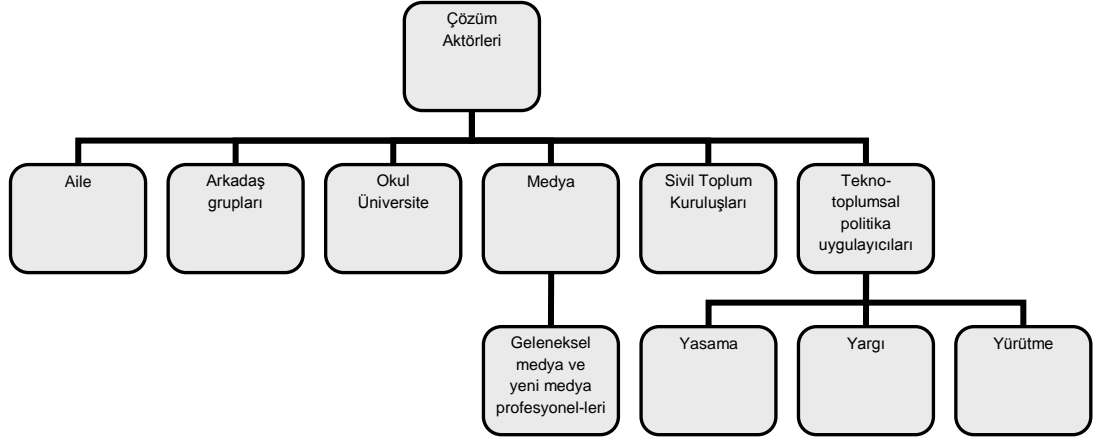 Çözüm
Aktörleri
Aile
Arkadaş
grupları
Okul
Üniversite
Medya
Sivil Toplum
Kuruluşları
Tekno-
toplumsal
politika
uygulayıcıları
Geleneksel
medya ve
yeni medya
profesyonel-leri
Yasama
Yargı
Yürütme